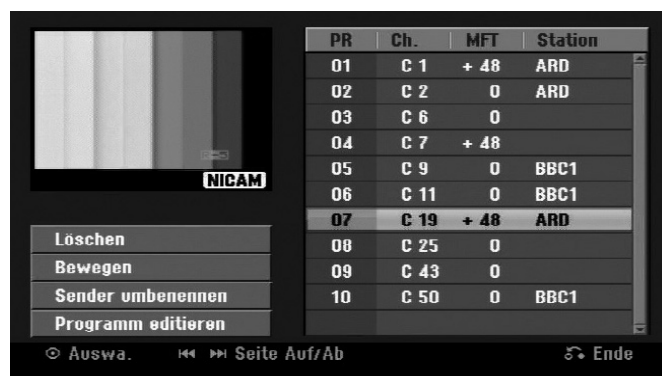 PR Ch. MFT Station
01 C 1 + 48 ARD
02 C 2 0 ARD
03 C 6 0
04 C 7 + 48
05 C 9 0 BBC1
06 C 11 0 BBC1
07 C 19 + 48 ARD
08 C 25 0
09 C 43 0
10 C 50 0 BBC1
NICAM
Löschen
Bewegen
Sender umbenennen
Programm editieren
Auswa. Seite Auf/Ab Ende